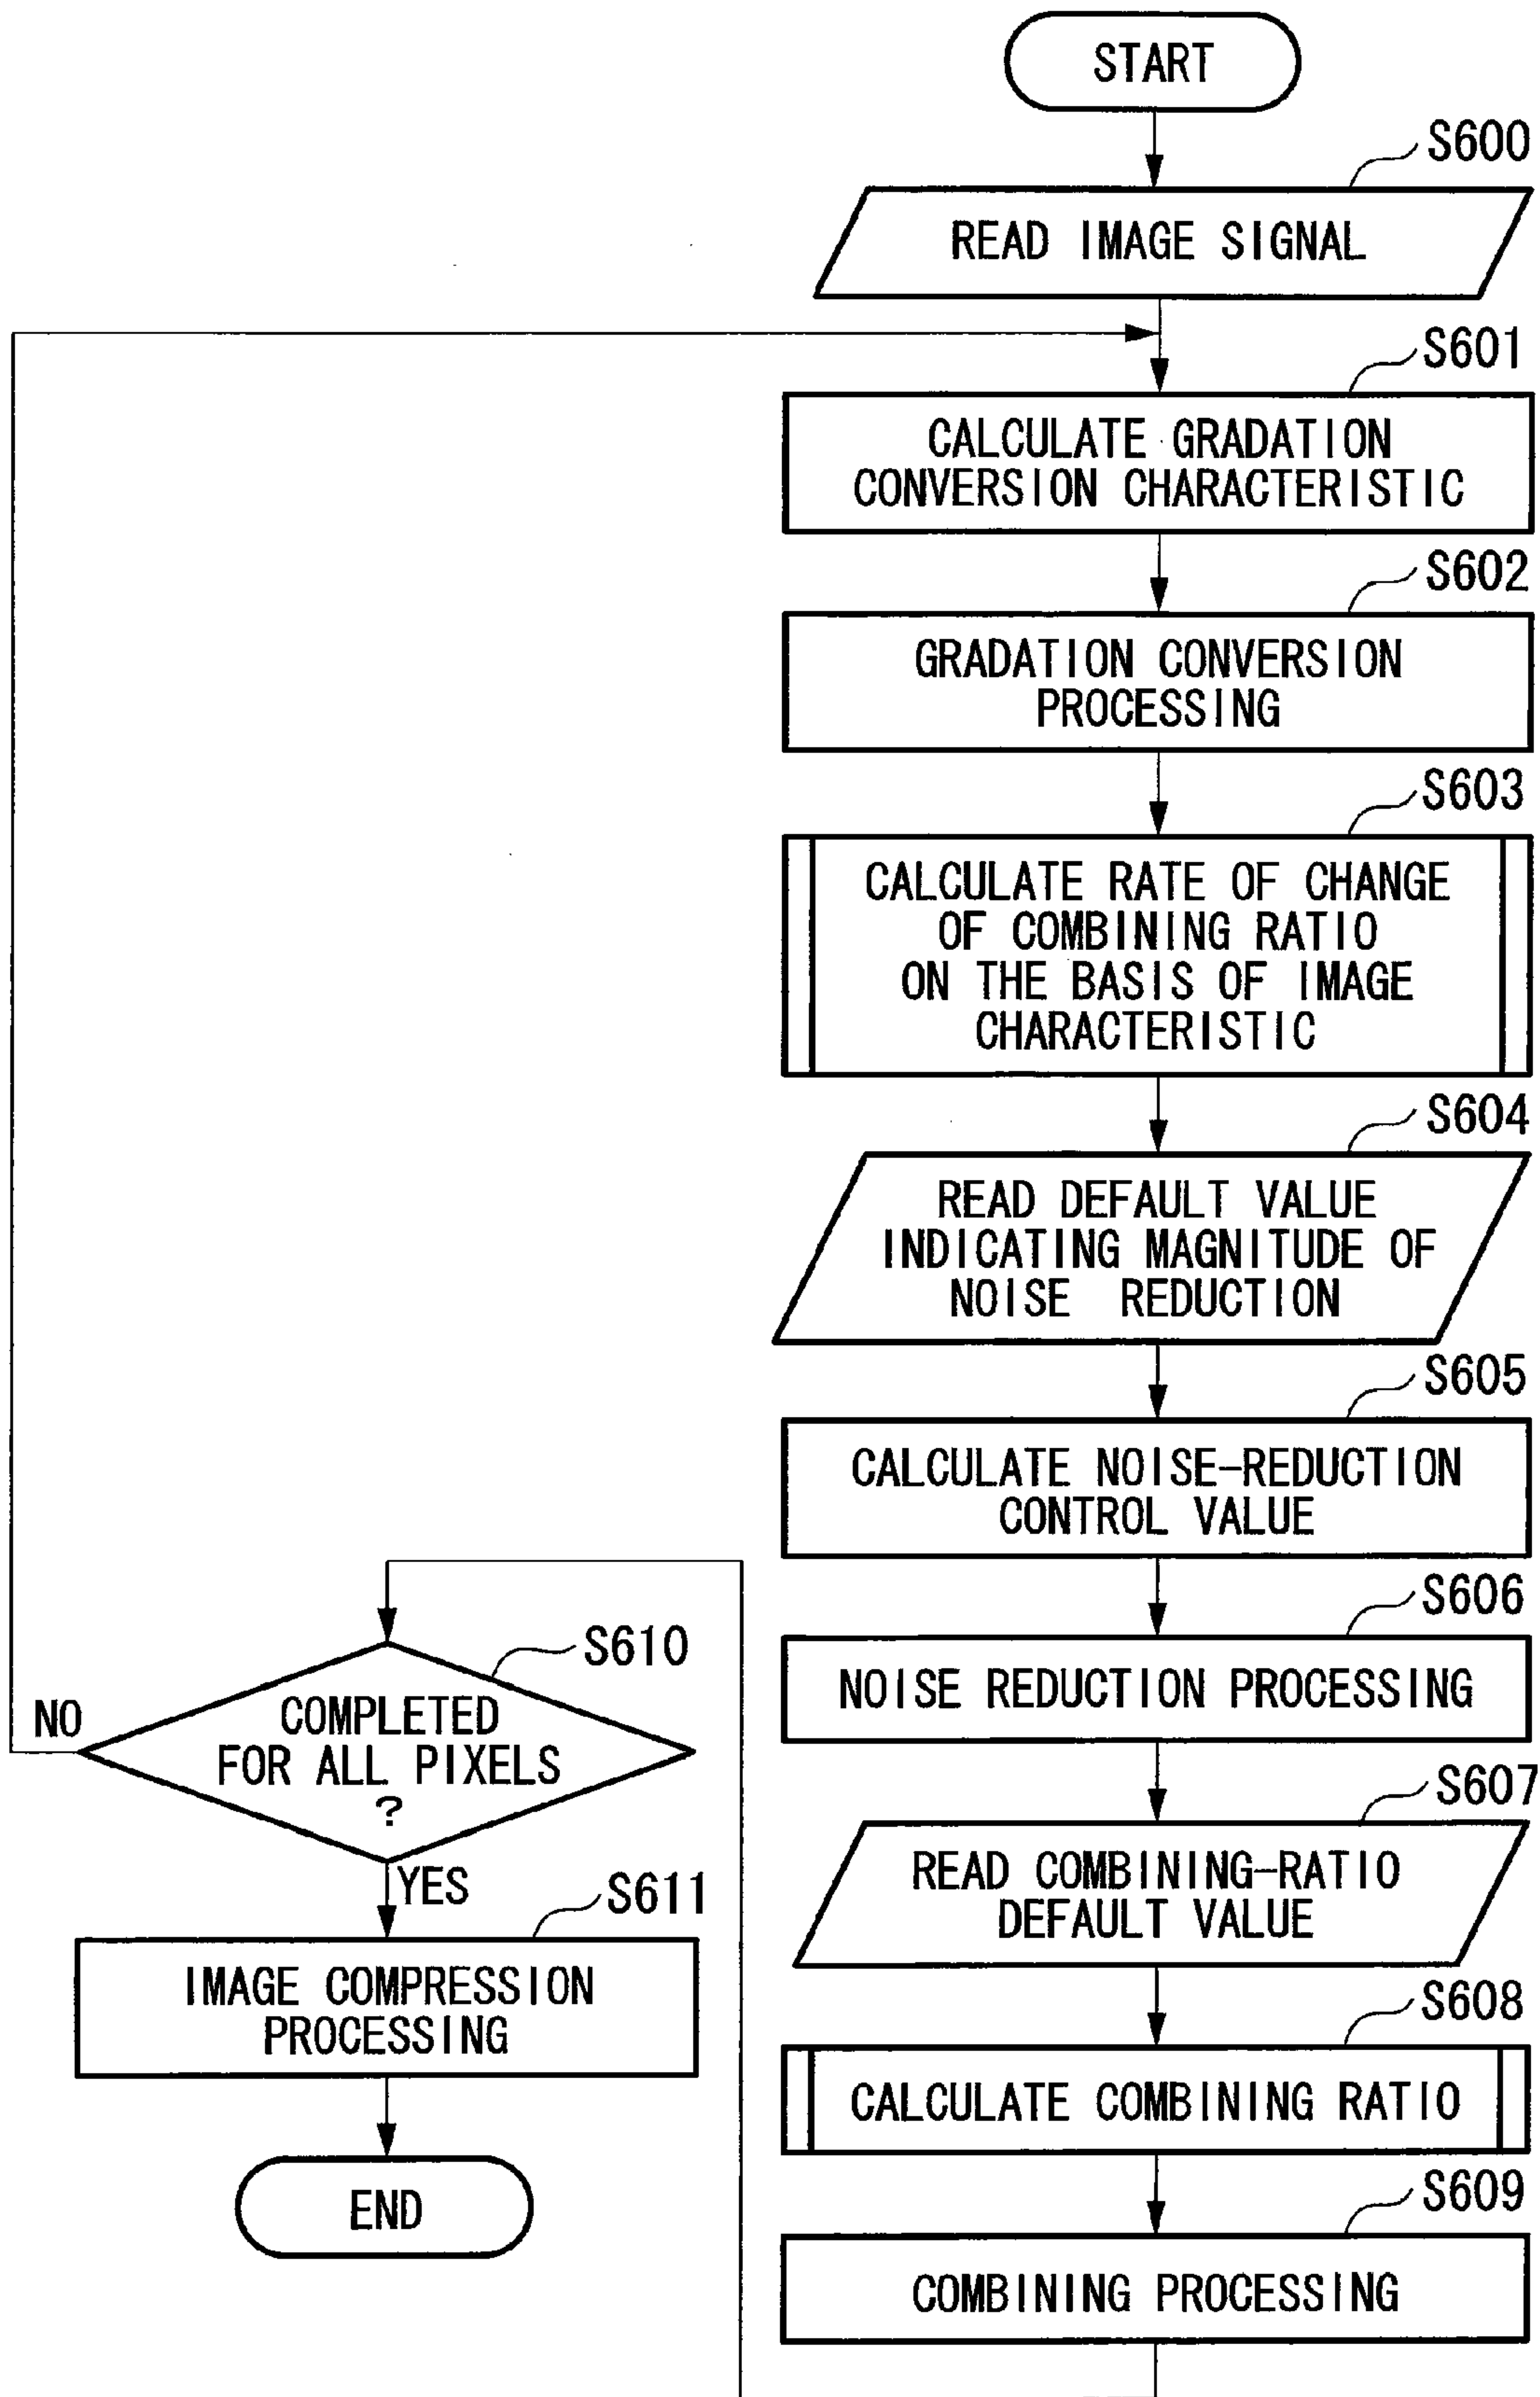 START
S600
READ IMAGE SIGNAL
S601
CALCULATE GRADATION
CONVERSION CHARACTERISTIC
S602
GRADATION CONVERSION
PROCESSING
S603
CALCULATE RATE OF CHANGE
OF COMBINING RATIO
ON THE BASIS OF IMAGE
CHARACTERISTIC
S604
READ DEFAULT VALUE
INDICATING MAGNITUDE OF
NOISE REDUCTION
S605
CALCULATE NOISE-REDUCTION
CONTROL VALUE
S606
NOISE REDUCTION PROCESSING
S607
READ COMBINING-RATIO
DEFAULT VALUE
S608
CALCULATE COMBINING RATIO
S609
COMBINING PROCESSING
S610
COMPLETED
FOR ALL PIXELS
?
NO
YES
S611
IMAGE COMPRESSION
PROCESSING
END